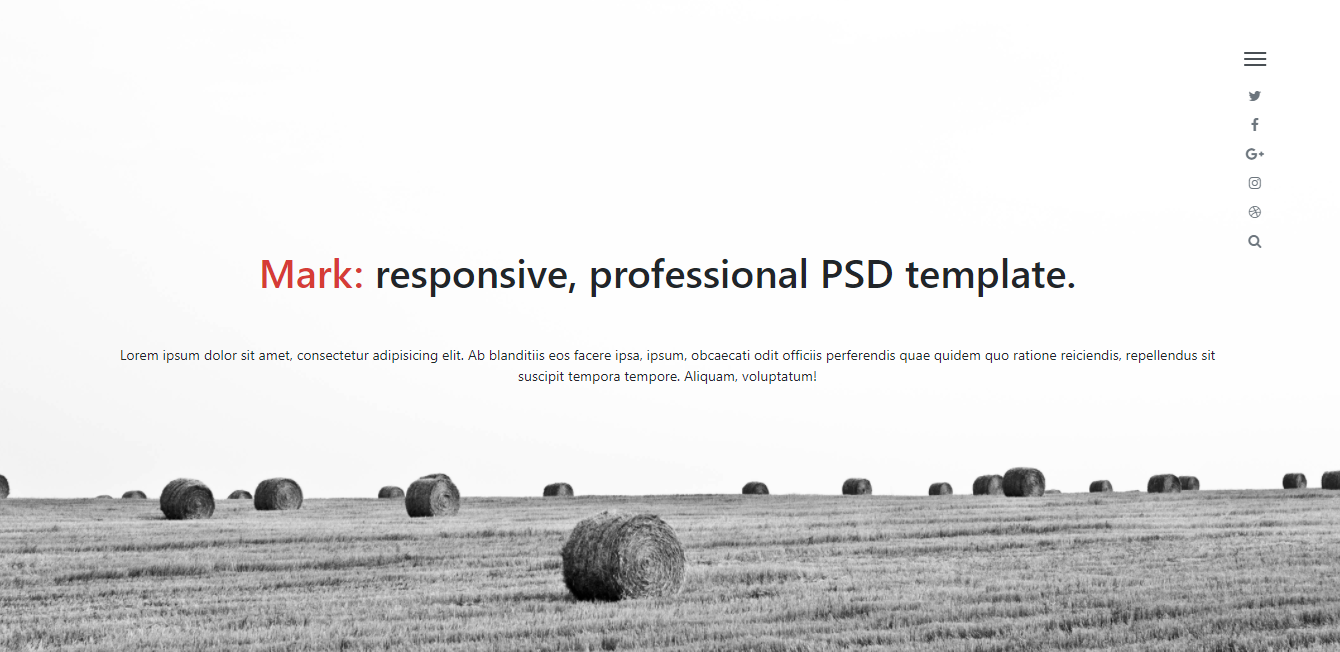 Mark: responsive, professional PSD template.
Lorem ipsum dolor sit amet, consectetur adipisicing elit. Ab blanditiis eos facere ipsa, ipsum, obcaecati odit officiis perferendis quae quidem quo ratione reiciendis, repellendus sit
suscipit tempora tempore. Aliquam, voluptatum!